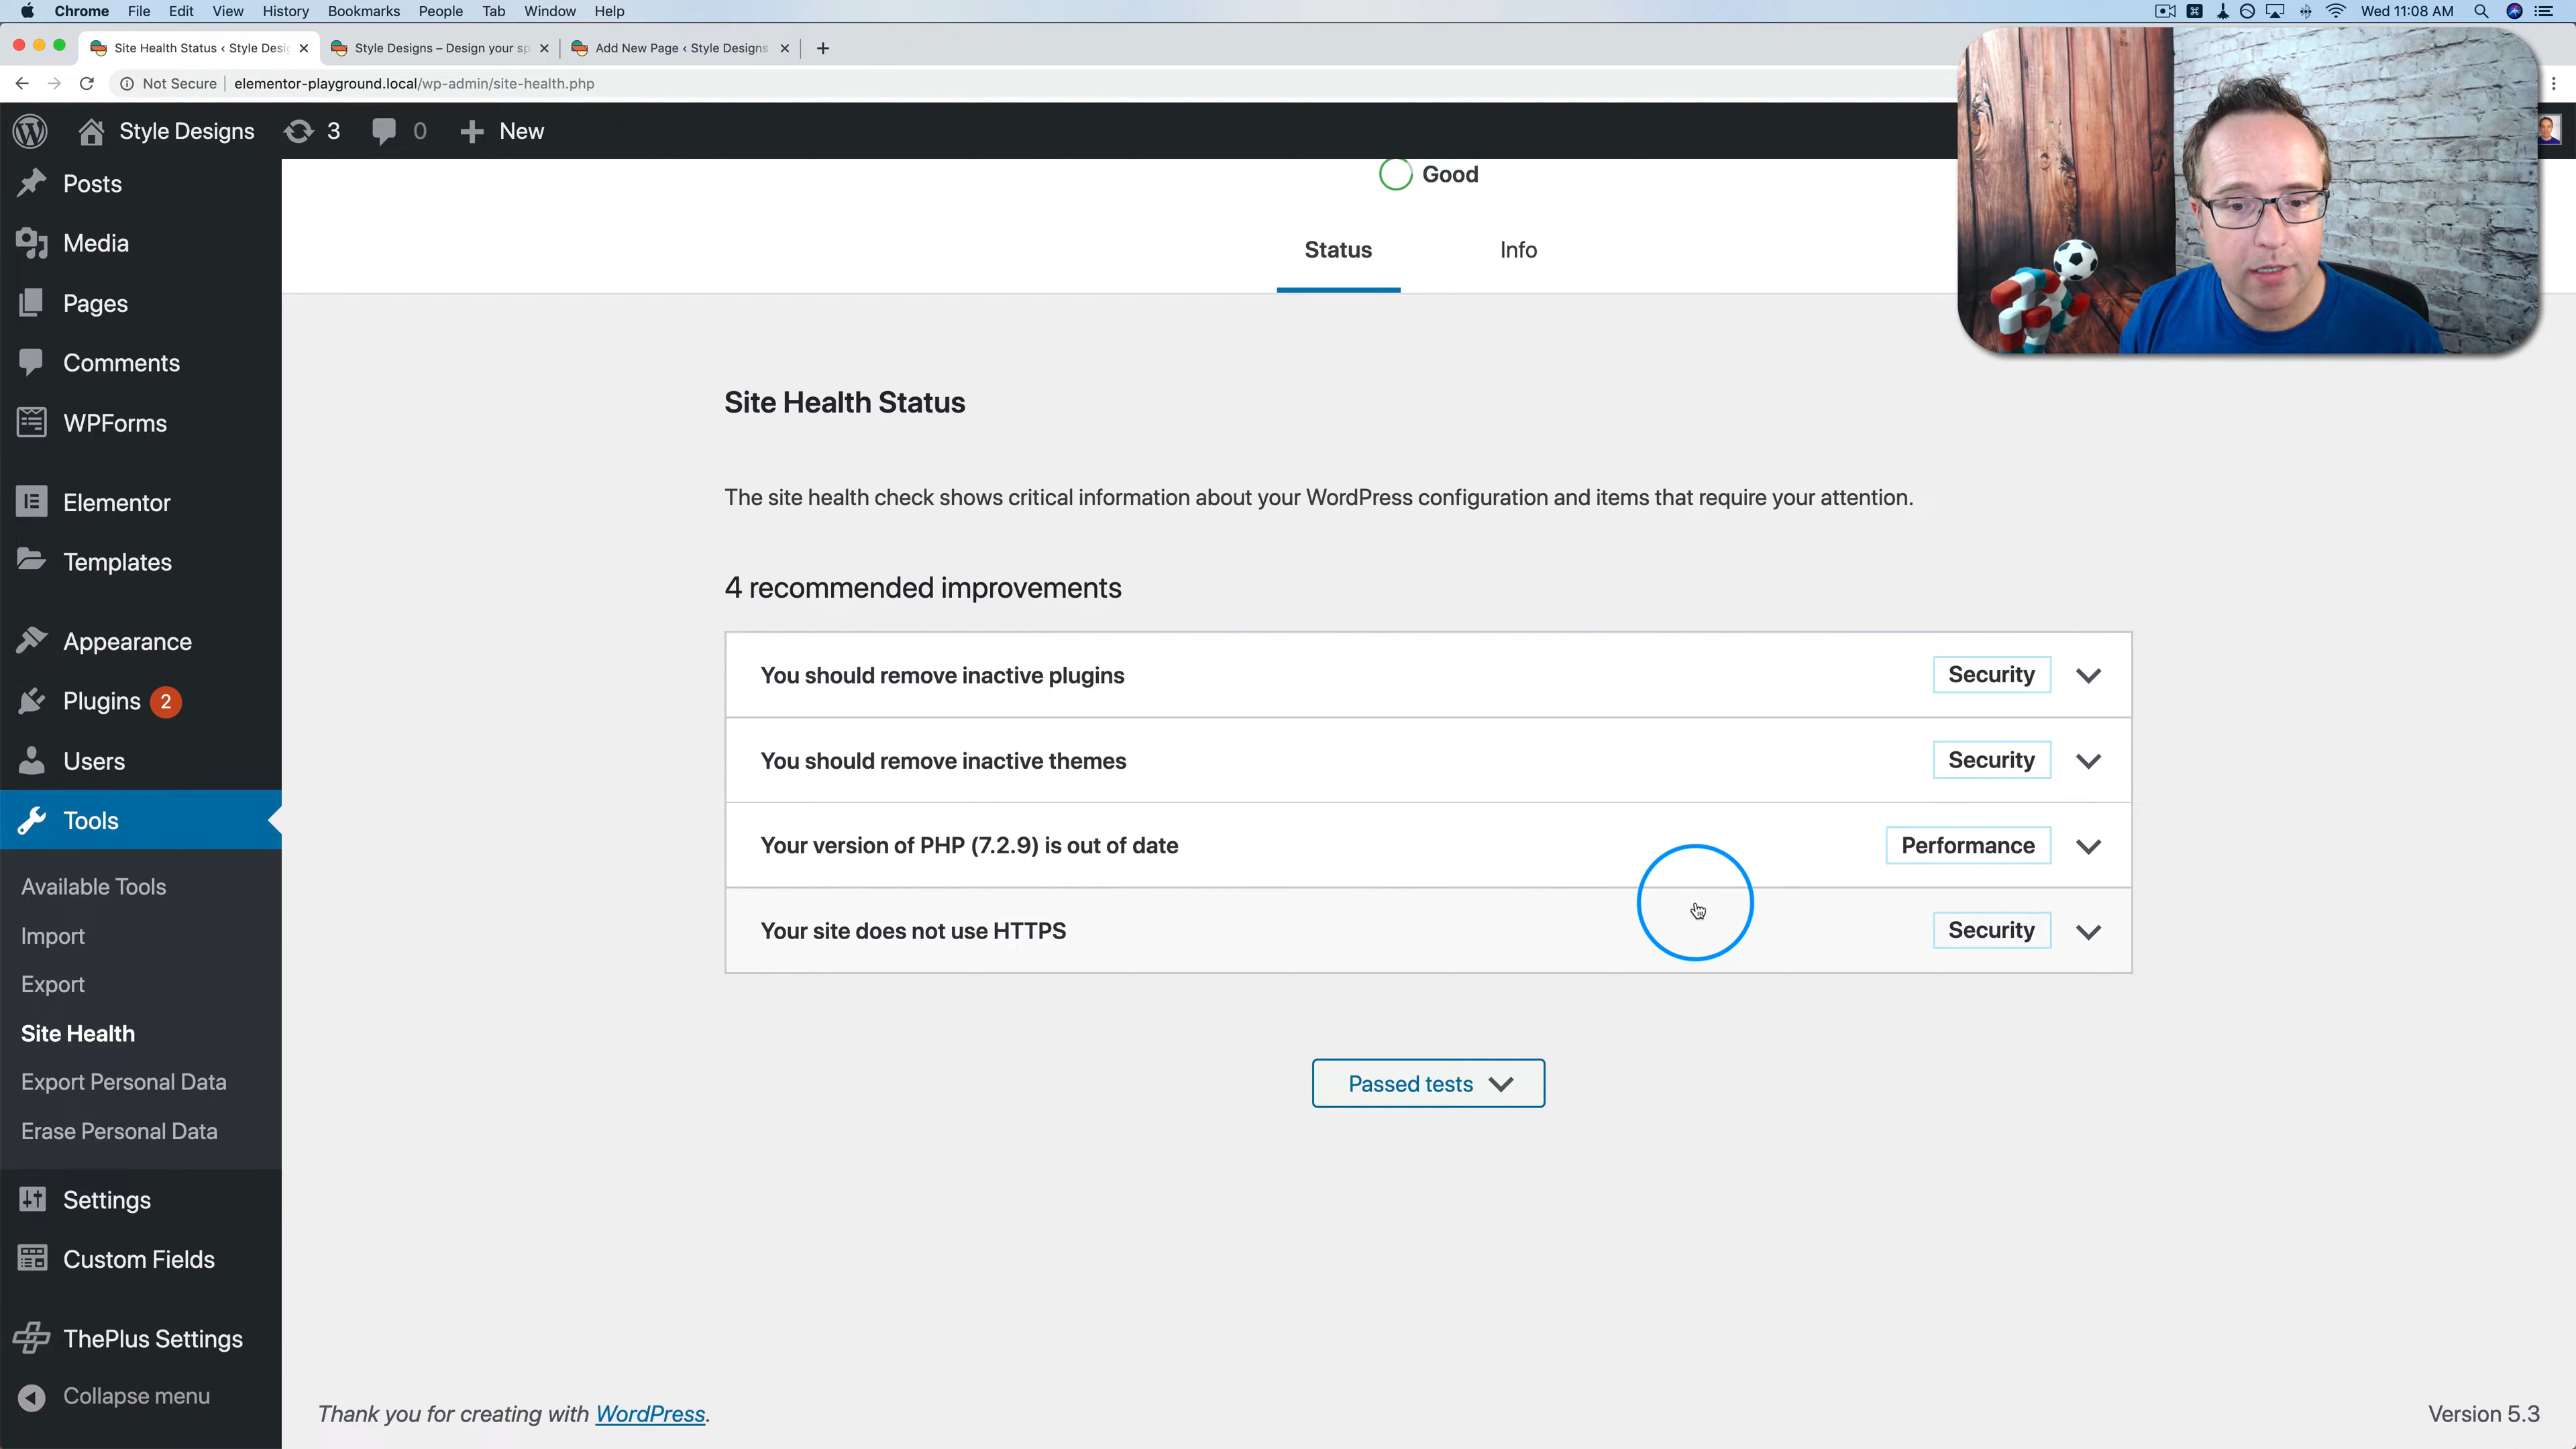 Chrome File Edit View History Bookmarks People Tab Window Help
Wed 11:08 AM
Site Health Status ‹ Style Desig
Style Designs – Design your sp
Add New Page ‹ Style Designs
Not Secure elementor-playground.local/wp-admin/site-health.php
Style Designs 3 0 New
Posts
Media
Pages
Comments
WPForms
Elementor
Templates
Appearance
Plugins 2
Users
Tools
Available Tools
Import
Export
Site Health
Export Personal Data
Erase Personal Data
Settings
Custom Fields
ThePlus Settings
Collapse menu
Good
Status Info
Site Health Status
The site health check shows critical information about your WordPress configuration and items that require your attention.
4 recommended improvements
You should remove inactive plugins Security
You should remove inactive themes Security
Your version of PHP (7.2.9) is out of date Performance
Your site does not use HTTPS Security
Passed tests
Thank you for creating with WordPress.
Version 5.3